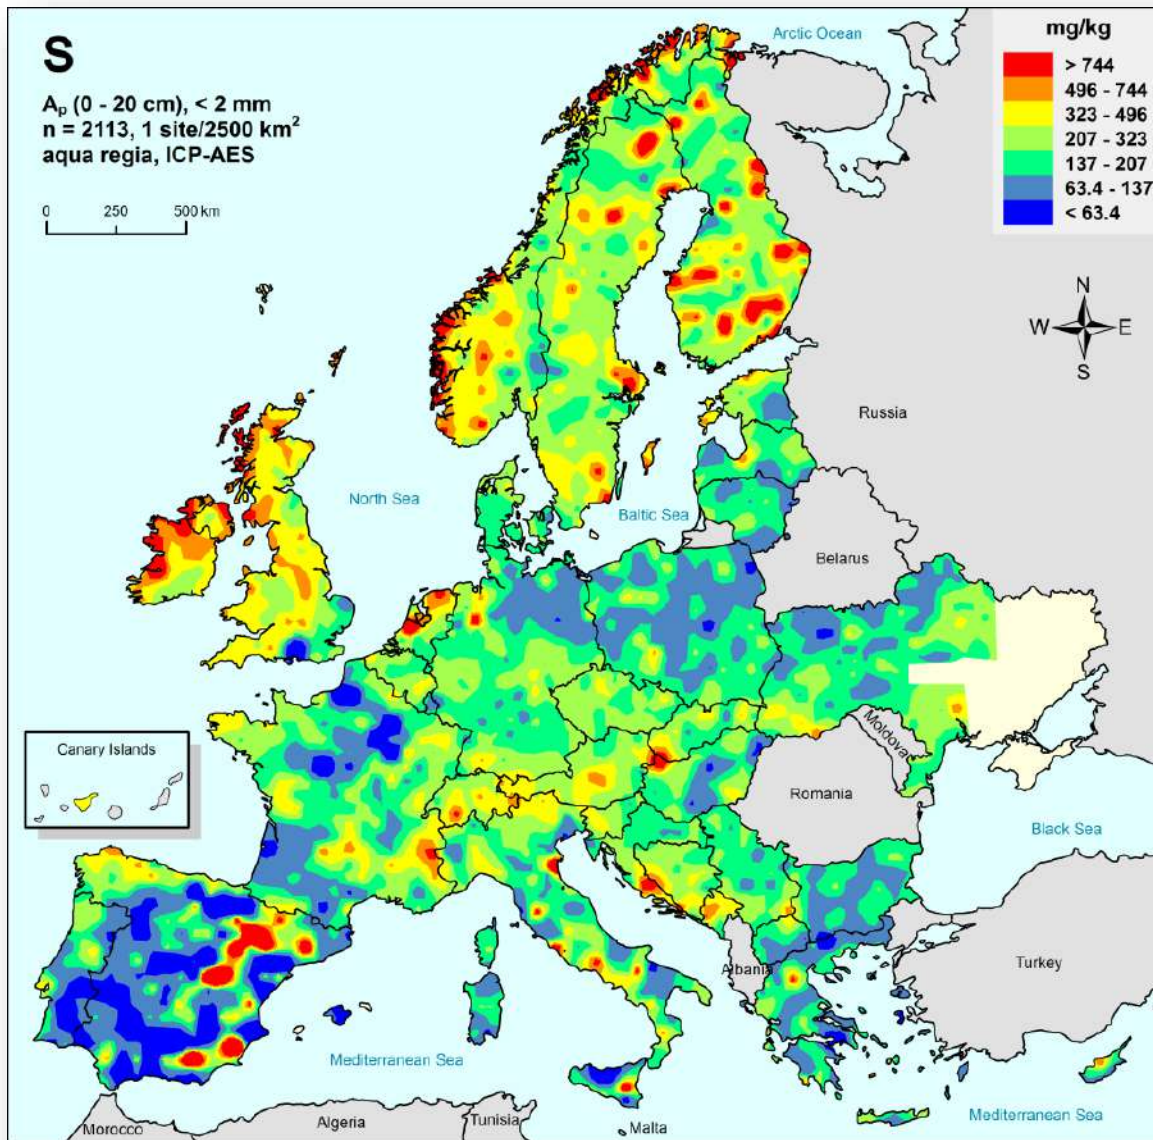 S
Aₚ (0 - 20 cm), < 2 mm
n = 2113, 1 site/2500 km²
aqua regia, ICP-AES
0 250 500 km
mg/kg
> 744
496 - 744
323 - 496
207 - 323
137 - 207
63.4 - 137
< 63.4
Arctic Ocean
N
W E
S
Russia
North Sea
Baltic Sea
Belarus
Moldova
Canary Islands
Romania
Black Sea
Albania
Turkey
Mediterranean Sea
Mediterranean Sea
Morocco
Algeria
Tunisia
Malta